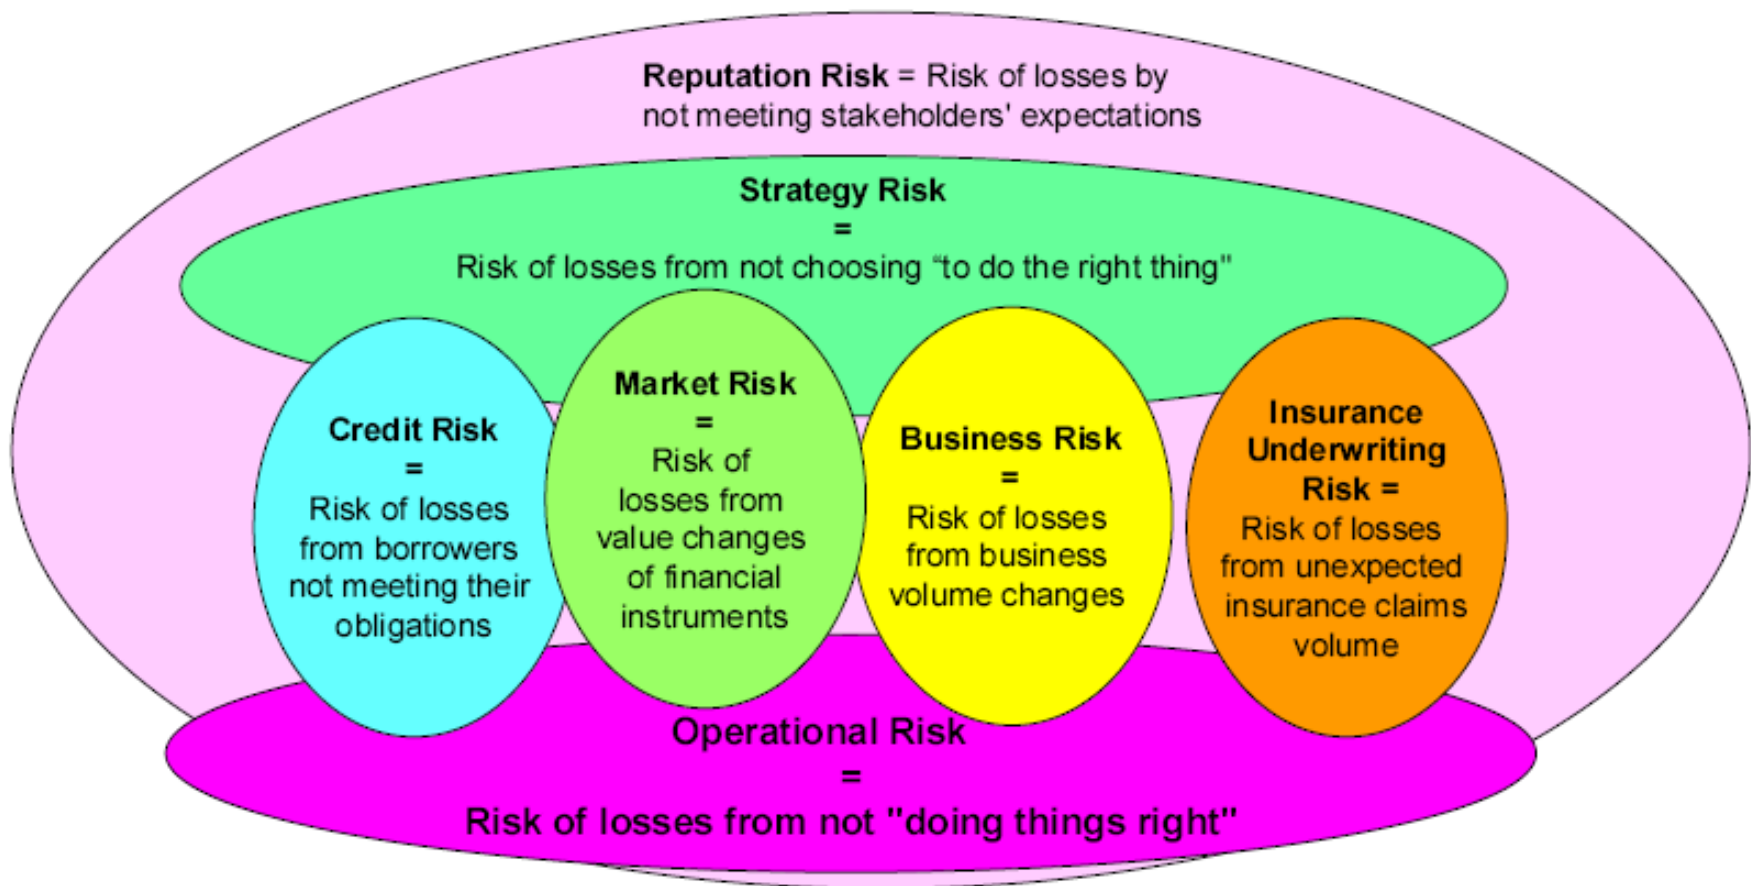 Reputation Risk = Risk of losses by
not meeting stakeholders' expectations
Strategy Risk
=
Risk of losses from not choosing “to do the right thing"
Credit Risk
=
Risk of losses
from borrowers
not meeting their
obligations
Market Risk
=
Risk of
losses from
value changes
of financial
instruments
Business Risk
=
Risk of losses
from business
volume changes
Insurance
Underwriting
Risk =
Risk of losses
from unexpected
insurance claims
volume
Operational Risk
=
Risk of losses from not "doing things right"